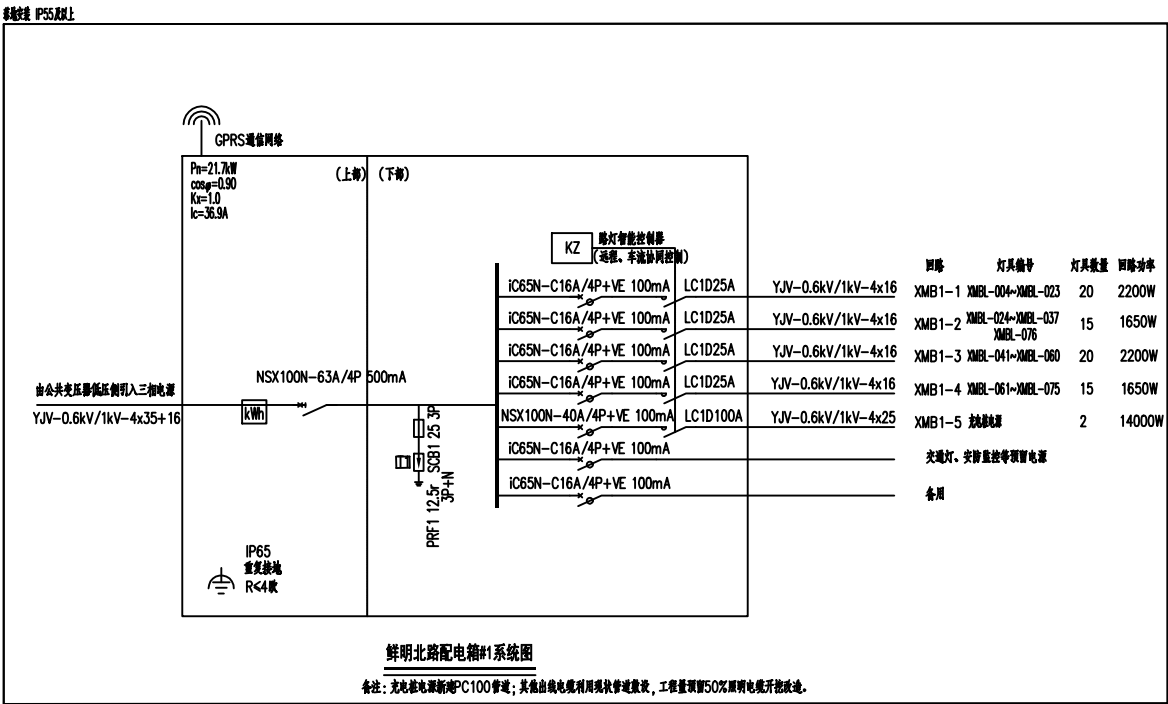 落地安装 IP55及以上
GPRS通信网络
Pn=21.7kW
cosφ=0.90
Kx=1.0
Ic=36.9A
(上部) (下部)
KZ
路灯智能控制器
(远程、车流协同控制)
回路 灯具编号 灯具数量 回路功率
iC65N-C16A/4P+VE 100mA LC1D25A YJV-0.6kV/1kV-4x16 XMB1-1 XMBL-004~XMBL-023 20 2200W
iC65N-C16A/4P+VE 100mA LC1D25A YJV-0.6kV/1kV-4x16 XMB1-2 XMBL-024~XMBL-037 15 1650W
XMBL-076
iC65N-C16A/4P+VE 100mA LC1D25A YJV-0.6kV/1kV-4x16 XMB1-3 XMBL-041~XMBL-060 20 2200W
iC65N-C16A/4P+VE 100mA LC1D25A YJV-0.6kV/1kV-4x16 XMB1-4 XMBL-061~XMBL-075 15 1650W
NSX100N-40A/4P+VE 100mA LC1D100A YJV-0.6kV/1kV-4x25 XMB1-5 充电桩电源 2 14000W
iC65N-C16A/4P+VE 100mA 交通灯、安防监控等预留电源
iC65N-C16A/4P+VE 100mA 备用
由公共变压器低压侧引入三相电源
YJV-0.6kV/1kV-4x35+16
kWh
NSX100N-63A/4P 500mA
SCB1 25 3P
PRF1 12.5r
3P+N
IP65
重复接地
R≤4欧
鲜明北路配电箱#1系统图
备注：充电桩电源新建PC100管道；其他出线电缆利用现状管道敷设，工程量预留50%照明电缆开挖改造。